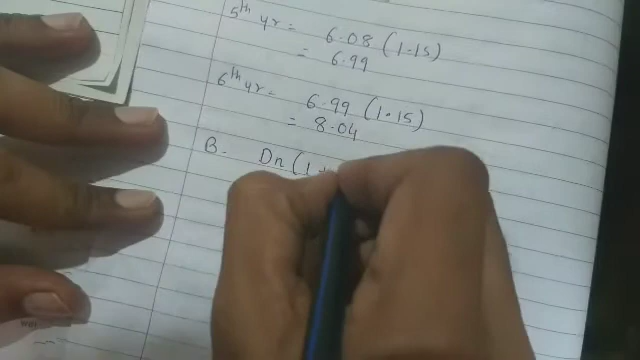 5th yr = 6.08 (1.15)
= 6.99
6th yr = 6.99 (1.15)
= 8.04
B. Dn (1 +